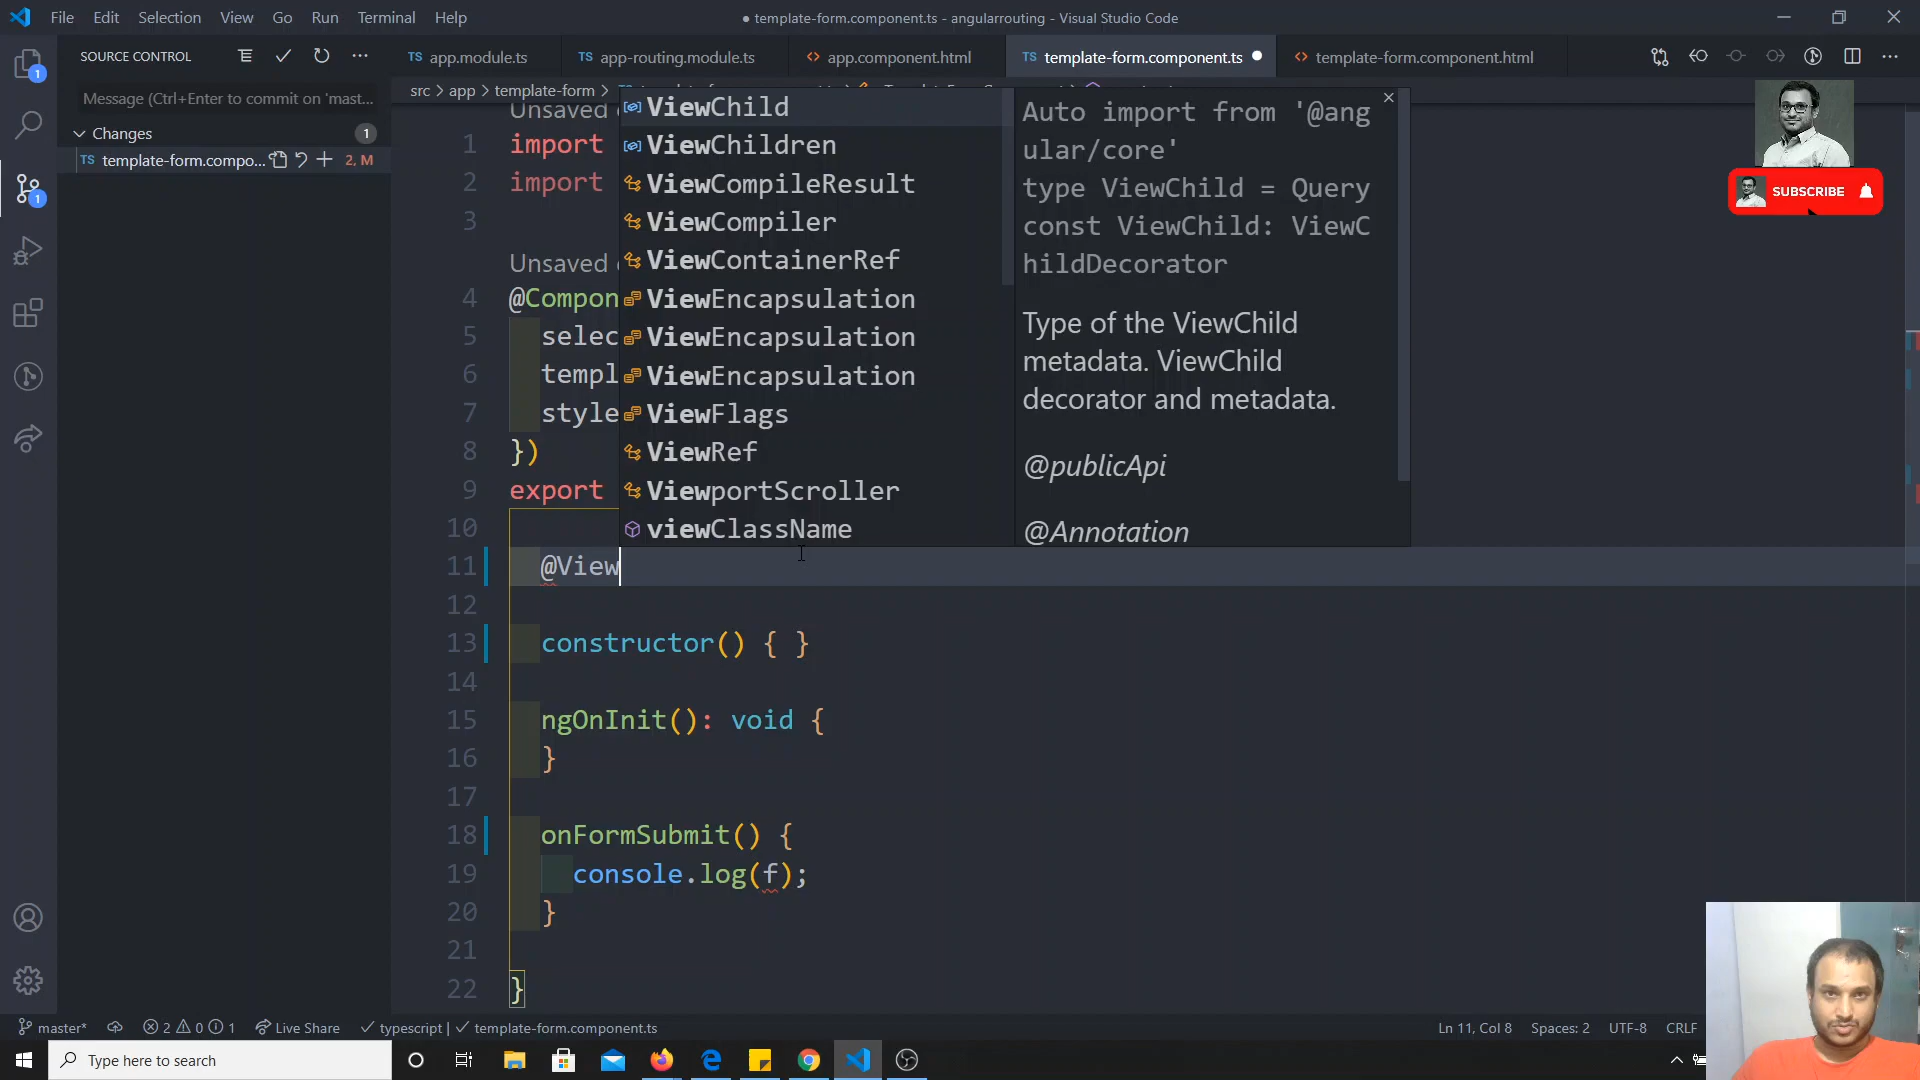 File Edit Selection View Go Run Terminal Help
● template-form.component.ts - angularrouting - Visual Studio Code
SOURCE CONTROL
Message (Ctrl+Enter to commit on 'mast...
Changes 1
TS template-form.compo... 2, M
TS app.module.ts
TS app-routing.module.ts
<> app.component.html
TS template-form.component.ts
<> template-form.component.html
src > app > template-form >
Unsaved
1 import
2 import
3
Unsaved
4 @Compon
5 selec
6 templ
7 style
8 })
9 export
10
11 @View
12
13 constructor() { }
14
15 ngOnInit(): void {
16 }
17
18 onFormSubmit() {
19 console.log(f);
20 }
21
22 }
ViewChild
ViewChildren
ViewCompileResult
ViewCompiler
ViewContainerRef
ViewEncapsulation
ViewEncapsulation
ViewEncapsulation
ViewFlags
ViewRef
ViewportScroller
viewClassName
Auto import from '@ang
ular/core'
type ViewChild = Query
const ViewChild: ViewC
hildDecorator
Type of the ViewChild
metadata. ViewChild
decorator and metadata.
@publicApi
@Annotation
SUBSCRIBE
1
1
master* 2 0 1 Live Share typescript | template-form.component.ts
Ln 11, Col 8 Spaces: 2 UTF-8 CRLF
Type here to search